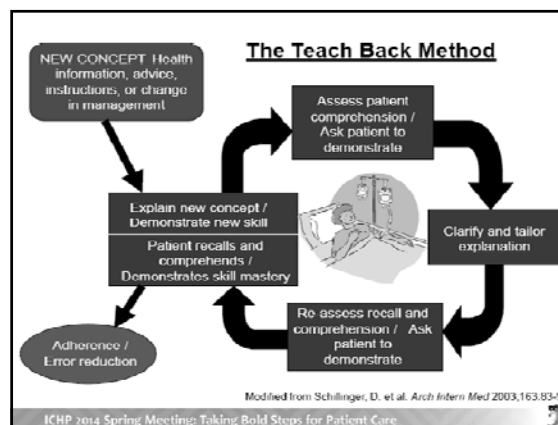 The Teach Back Method
NEW CONCEPT Health
information, advice,
instructions, or change
in management
Assess patient
comprehension /
Ask patient to
demonstrate
Explain new concept /
Demonstrate new skill
Patient recalls and
comprehends /
Demonstrates skill mastery
Clarify and tailor
explanation
Re-assess recall and
comprehension / Ask
patient to
demonstrate
Adherence /
Error reduction
Modified from Schillinger, D. et al. Arch Intern Med 2003,163.83-
ICHP 2014 Spring Meeting: Taking Bold Steps for Patient Care